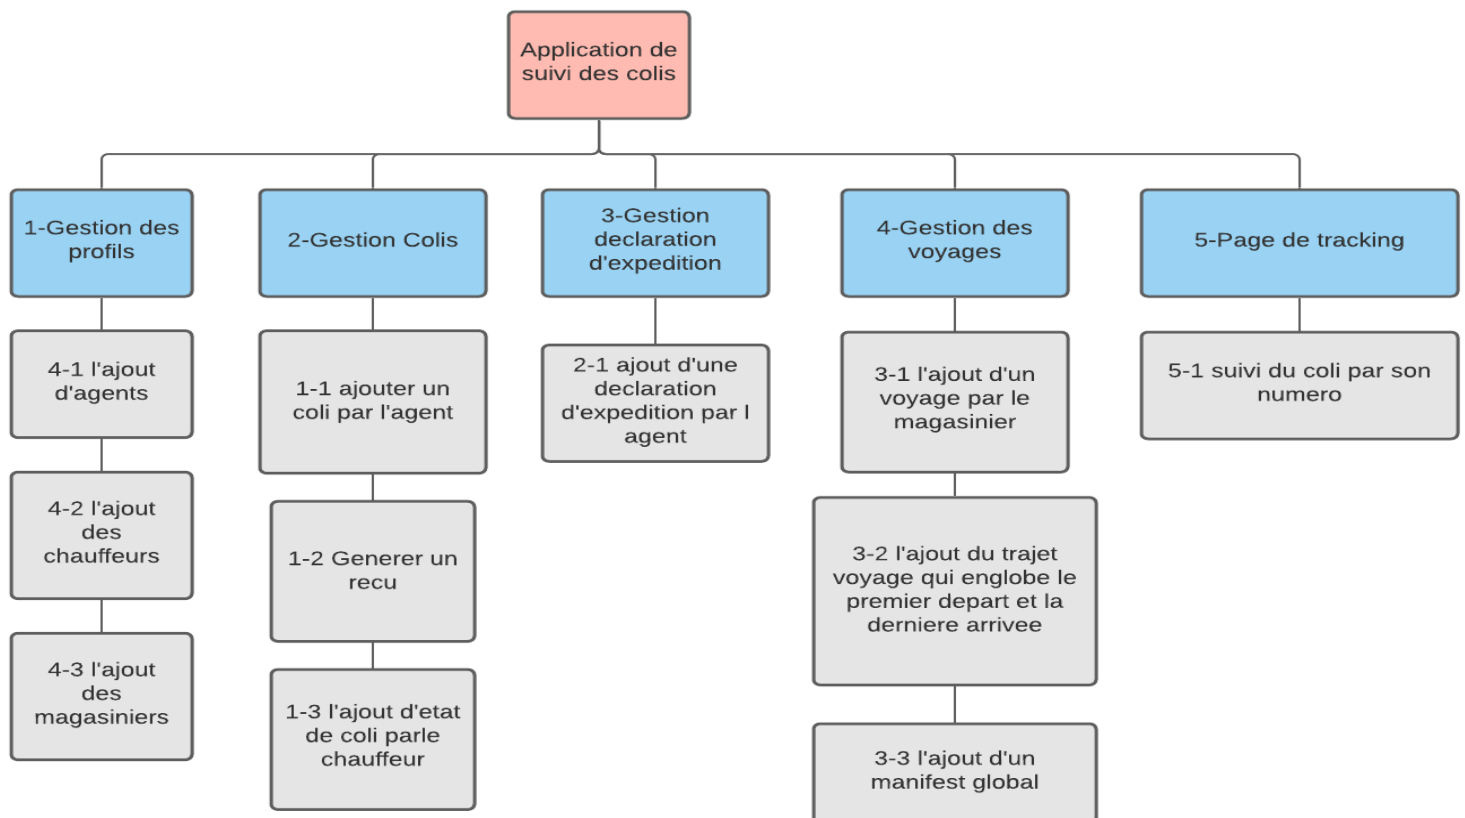 Application de
suivi des colis
1-Gestion des
profils
2-Gestion Colis
3-Gestion
declaration
d'expedition
4-Gestion des
voyages
5-Page de tracking
4-1 l'ajout
d'agents
4-2 l'ajout
des
chauffeurs
4-3 l'ajout
des
magasiniers
1-1 ajouter un
coli par l'agent
1-2 Generer un
recu
1-3 l'ajout d'etat
de coli parle
chauffeur
2-1 ajout d'une
declaration
d'expedition par l
agent
3-1 l'ajout d'un
voyage par le
magasinier
3-2 l'ajout du trajet
voyage qui englobe le
premier depart et la
derniere arrivee
3-3 l'ajout d'un
manifest global
5-1 suivi du coli par son
numero